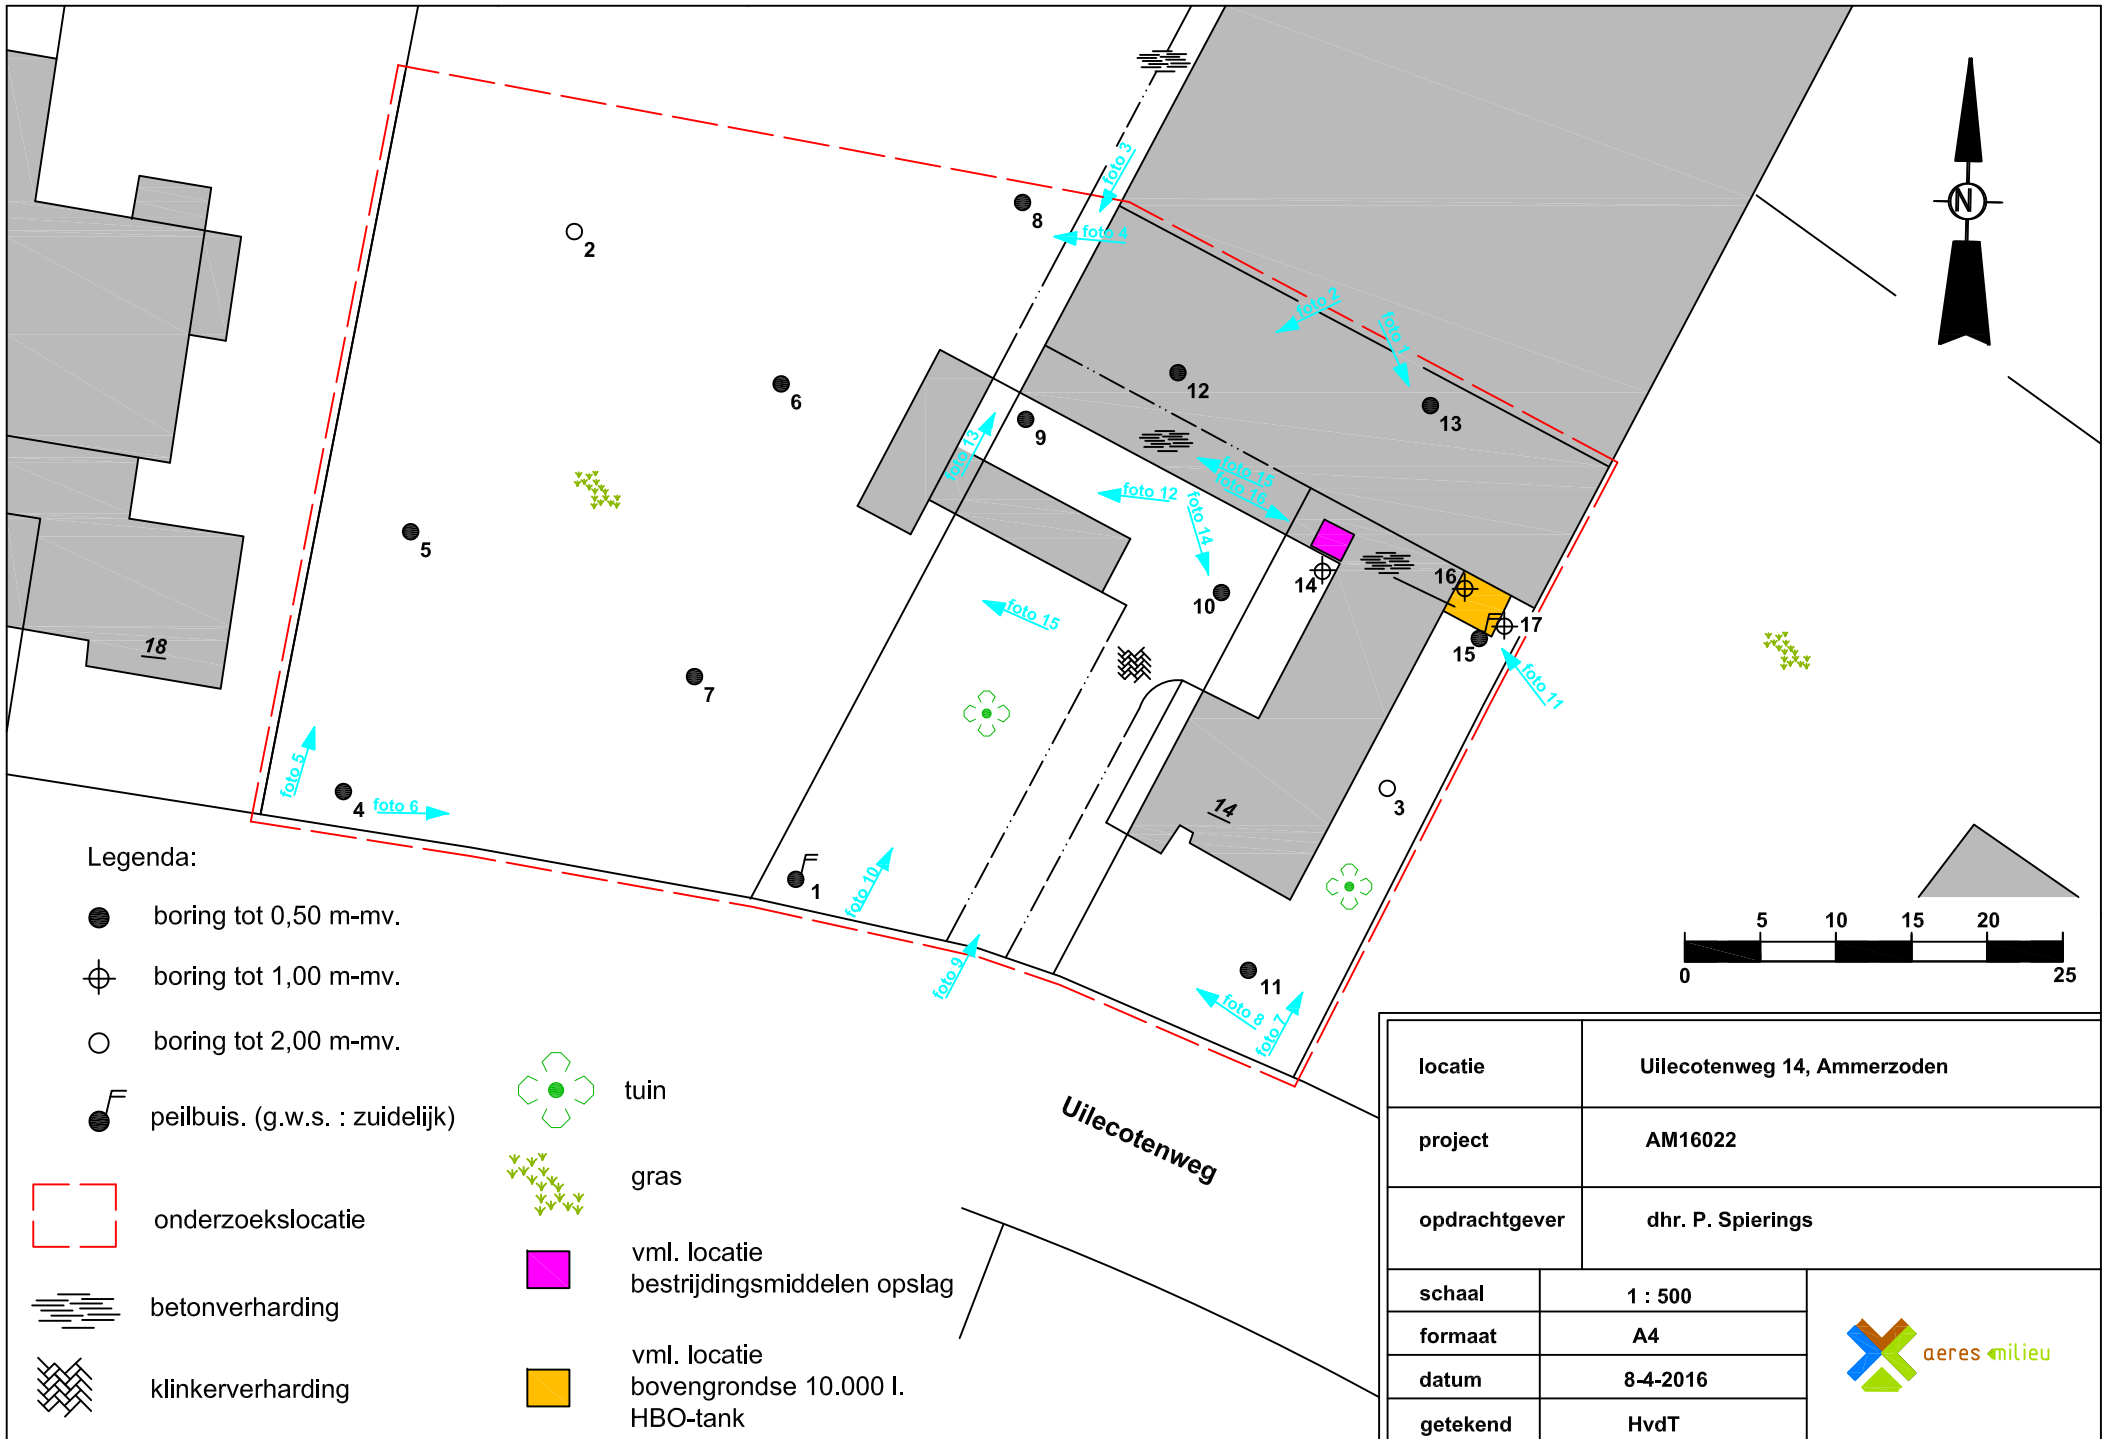 foto 3
8
foto 4
2
foto 2
foto 1
12
13
6
9
foto 13
foto 15
foto 16
foto 12
foto 14
5
14
16
10
17
15
foto 15
18
7
foto 11
foto 5
4
foto 6
14
3
1
foto 10
foto 9
11
foto 8
foto 7
N
5 10 15 20
0 25
Uilecotenweg
Legenda:
boring tot 0,50 m-mv.
boring tot 1,00 m-mv.
boring tot 2,00 m-mv.
peilbuis. (g.w.s. : zuidelijk)
onderzoekslocatie
betonverharding
klinkerverharding
tuin
gras
vml. locatie
bestrijdingsmiddelen opslag
vml. locatie
bovengrondse 10.000 l.
HBO-tank
locatie Uilecotenweg 14, Ammerzoden
project AM16022
opdrachtgever dhr. P. Spierings
schaal 1 : 500
formaat A4
datum 8-4-2016
getekend HvdT
aeres milieu